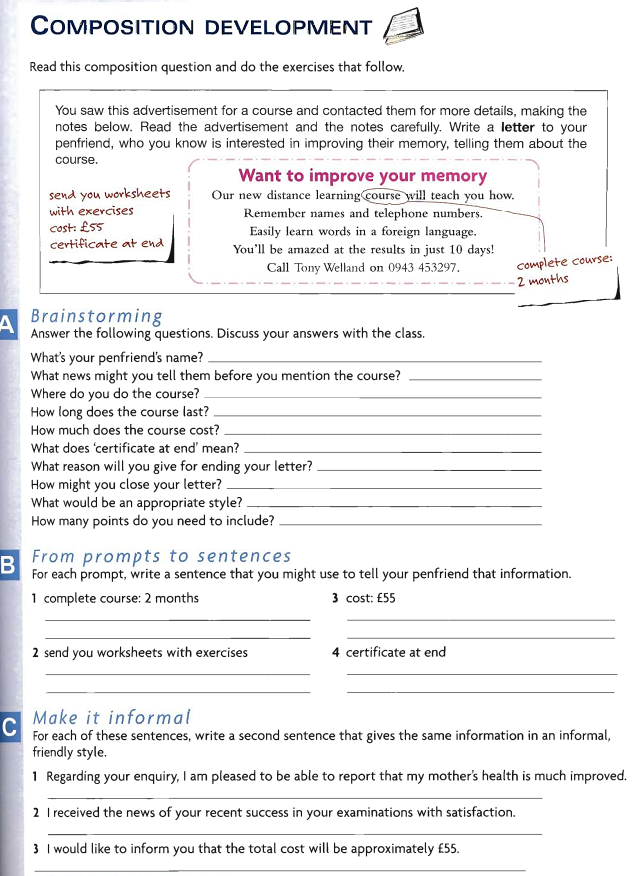 COMPOSITION DEVELOPMENT
Read this composition question and do the exercises that follow.
You saw this advertisement for a course and contacted them for more details, making the
notes below. Read the advertisement and the notes carefully. Write a letter to your
penfriend, who you know is interested in improving their memory, telling them about the
course.
send you worksheets
with exercises
cost: £55
certificate at end
Want to improve your memory
Our new distance learning course will teach you how.
Remember names and telephone numbers.
Easily learn words in a foreign language.
You'll be amazed at the results in just 10 days!
Call Tony Welland on 0943 453297.
complete course:
2 months
A
Brainstorming
Answer the following questions. Discuss your answers with the class.
What's your penfriend's name?
What news might you tell them before you mention the course?
Where do you do the course?
How long does the course last?
How much does the course cost?
What does 'certificate at end' mean?
What reason will you give for ending your letter?
How might you close your letter?
What would be an appropriate style?
How many points do you need to include?
B
From prompts to sentences
For each prompt, write a sentence that you might use to tell your penfriend that information.
1 complete course: 2 months
3 cost: £55
2 send you worksheets with exercises
4 certificate at end
C
Make it informal
For each of these sentences, write a second sentence that gives the same information in an informal,
friendly style.
1 Regarding your enquiry, I am pleased to be able to report that my mother's health is much improved.
2 I received the news of your recent success in your examinations with satisfaction.
3 I would like to inform you that the total cost will be approximately £55.